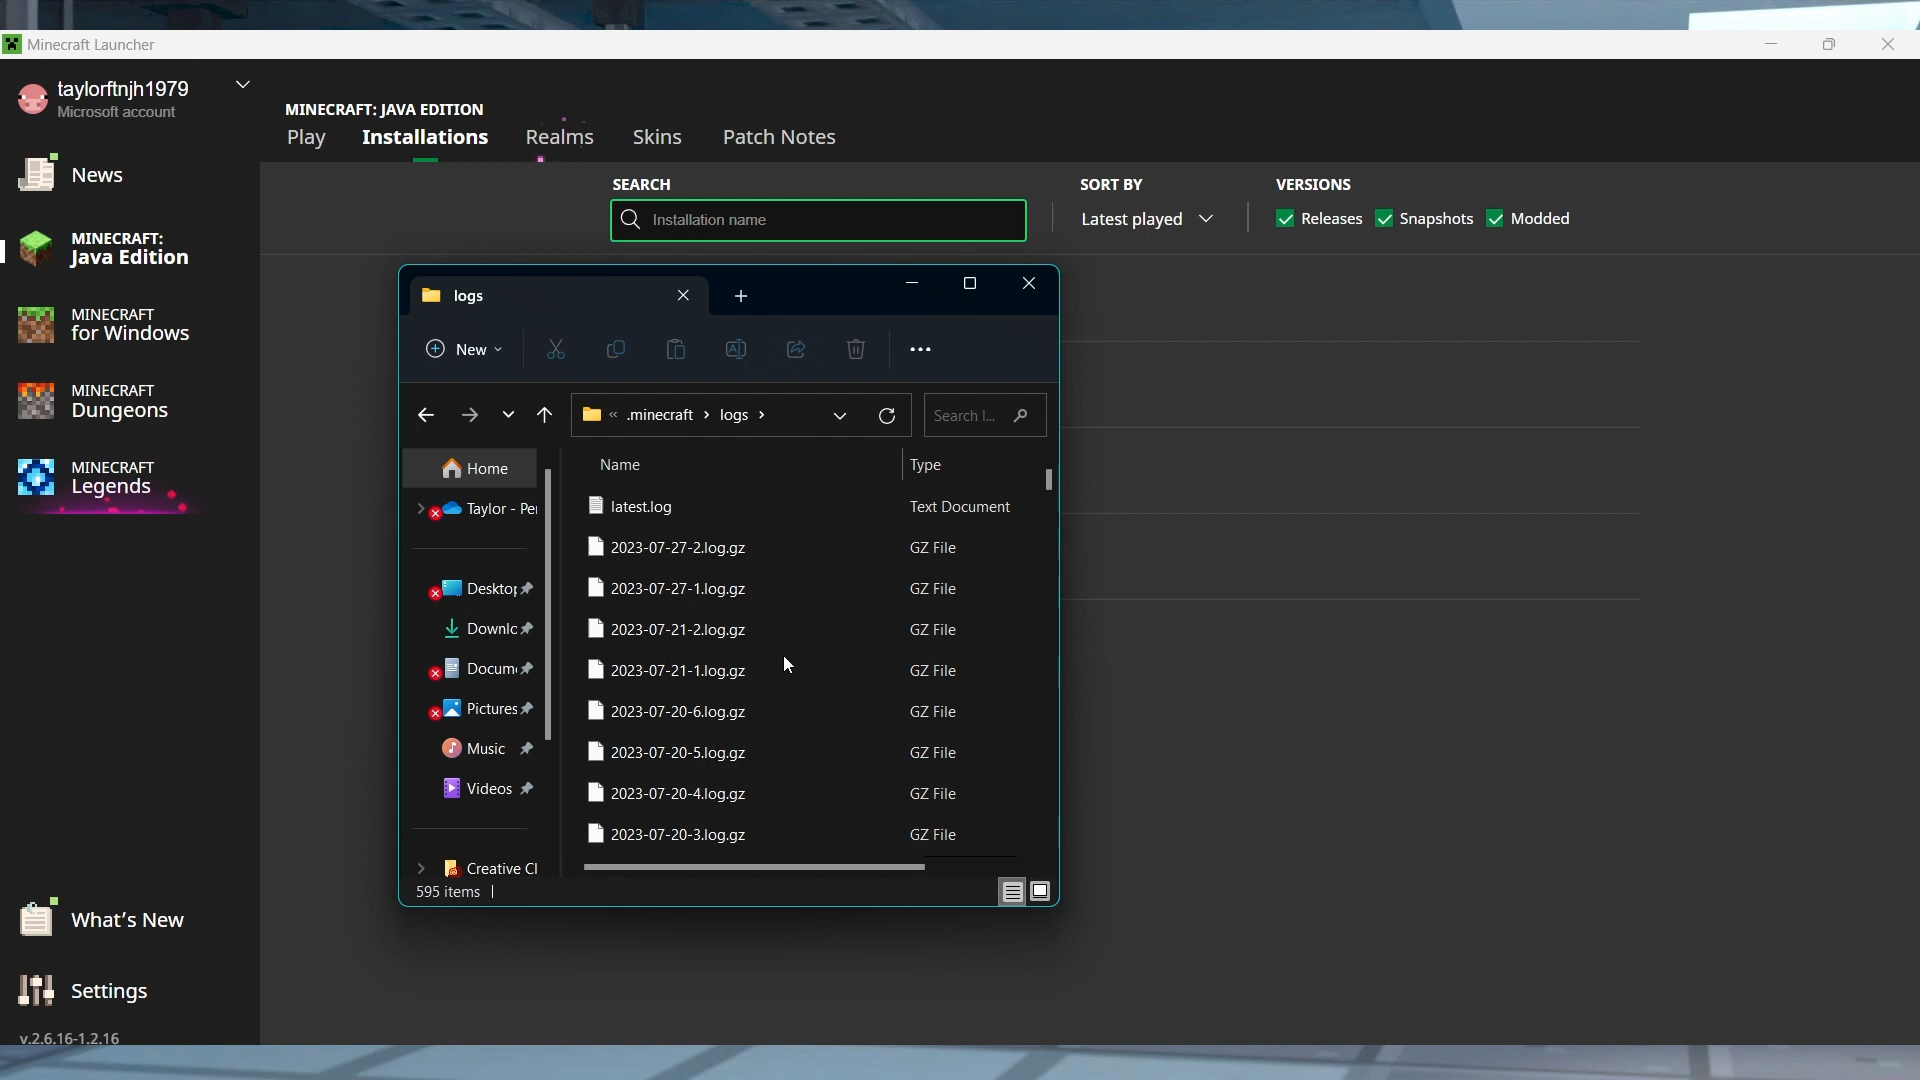 Minecraft Launcher
taylorftnjh1979
Microsoft account
News
MINECRAFT:
Java Edition
MINECRAFT
for Windows
MINECRAFT
Dungeons
MINECRAFT
Legends
What's New
Settings
v.2.6.16-1.2.16
MINECRAFT: JAVA EDITION
Play Installations Realms Skins Patch Notes
SEARCH SORT BY VERSIONS
Installation name Latest played Releases Snapshots Modded
logs
New
« .minecraft > logs > Search l...
Home
Taylor - Per
Desktop
Downlo
Docum
Pictures
Music
Videos
Creative Cl
Name Type
latest.log Text Document
2023-07-27-2.log.gz GZ File
2023-07-27-1.log.gz GZ File
2023-07-21-2.log.gz GZ File
2023-07-21-1.log.gz GZ File
2023-07-20-6.log.gz GZ File
2023-07-20-5.log.gz GZ File
2023-07-20-4.log.gz GZ File
2023-07-20-3.log.gz GZ File
595 items